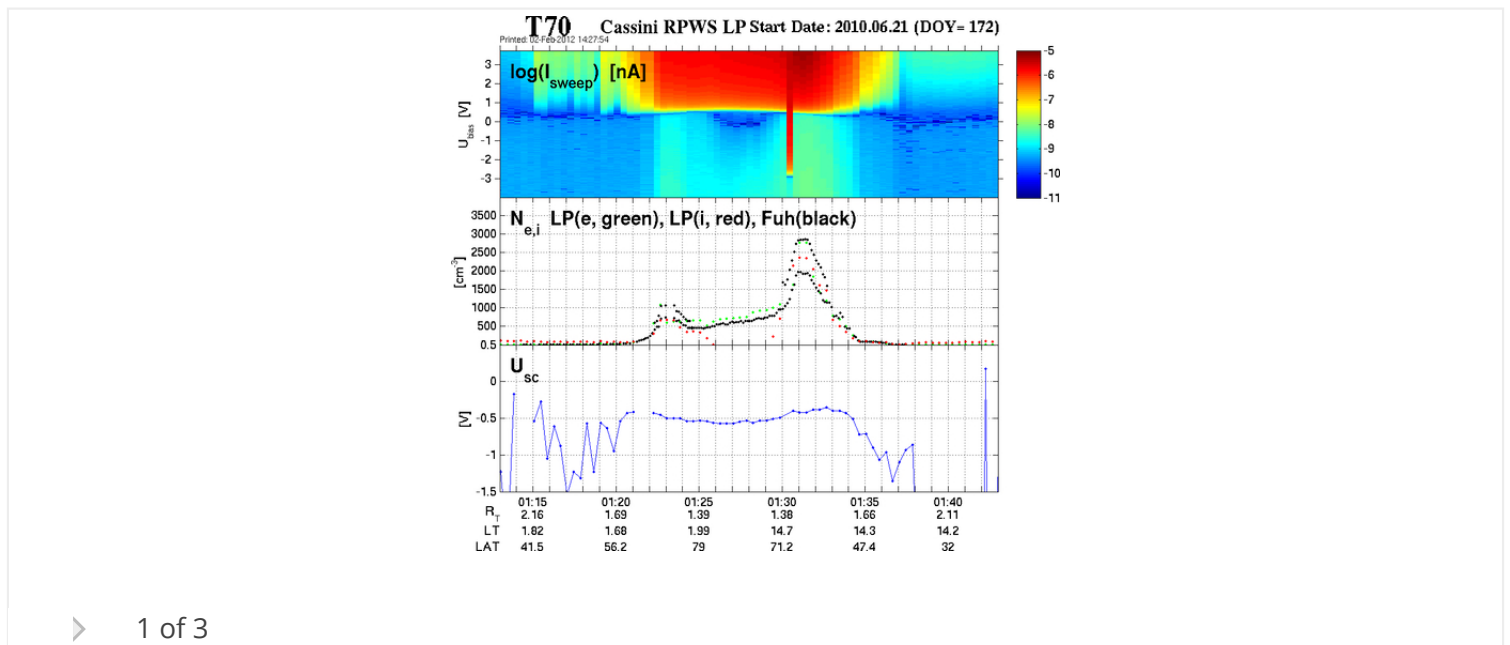 T70 Cassini RPWS LP Start Date: 2010.06.21 (DOY= 172)
Printed: 02-Feb-2012 14:27:54
log(Isweep) [nA]
3
2
1
0
-1
-2
-3
Ubias [V]
-5
-6
-7
-8
-9
-10
-11
Ne,i LP(e, green), LP(i, red), Fuh(black)
3500
3000
2500
2000
1500
1000
500
0.5
[cm-3]
Usc
0
-0.5
-1
-1.5
[V]
01:15 01:20 01:25 01:30 01:35 01:40
RT 2.16 1.69 1.39 1.38 1.66 2.11
LT 1.82 1.68 1.99 14.7 14.3 14.2
LAT 41.5 56.2 79 71.2 47.4 32
1 of 3